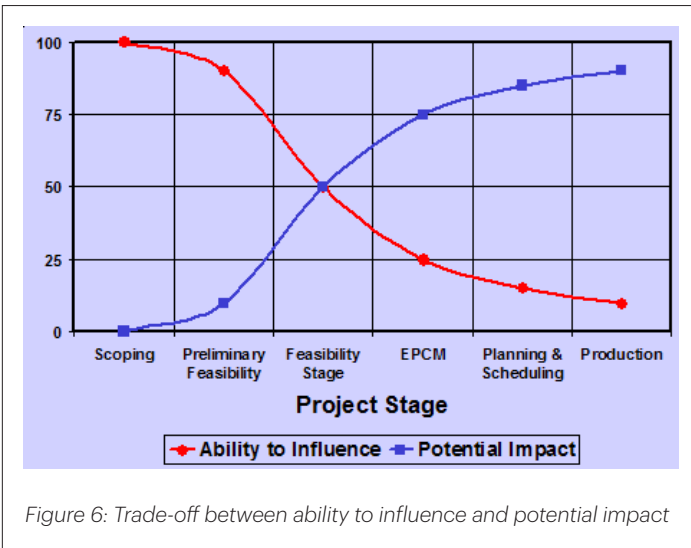 100
75
50
25
0
Scoping
Preliminary
Feasibility
Feasibility
Stage
EPCM
Planning &
Scheduling
Production
Project Stage
Ability to Influence
Potential Impact
Figure 6: Trade-off between ability to influence and potential impact